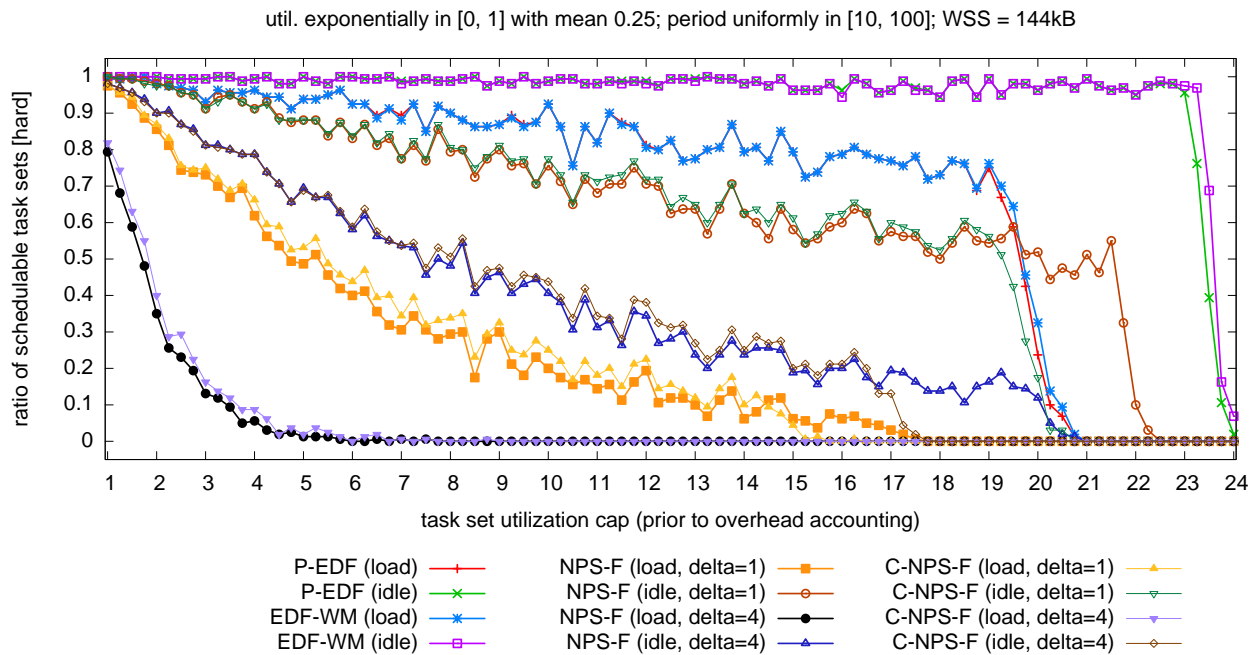 util. exponentially in [0, 1] with mean 0.25; period uniformly in [10, 100]; WSS = 144kB
ratio of schedulable task sets [hard]
1
0.9
0.8
0.7
0.6
0.5
0.4
0.3
0.2
0.1
0
1 2 3 4 5 6 7 8 9 10 11 12 13 14 15 16 17 18 19 20 21 22 23 24
task set utilization cap (prior to overhead accounting)
P-EDF (load) NPS-F (load, delta=1) C-NPS-F (load, delta=1)
P-EDF (idle) NPS-F (idle, delta=1) C-NPS-F (idle, delta=1)
EDF-WM (load) NPS-F (load, delta=4) C-NPS-F (load, delta=4)
EDF-WM (idle) NPS-F (idle, delta=4) C-NPS-F (idle, delta=4)